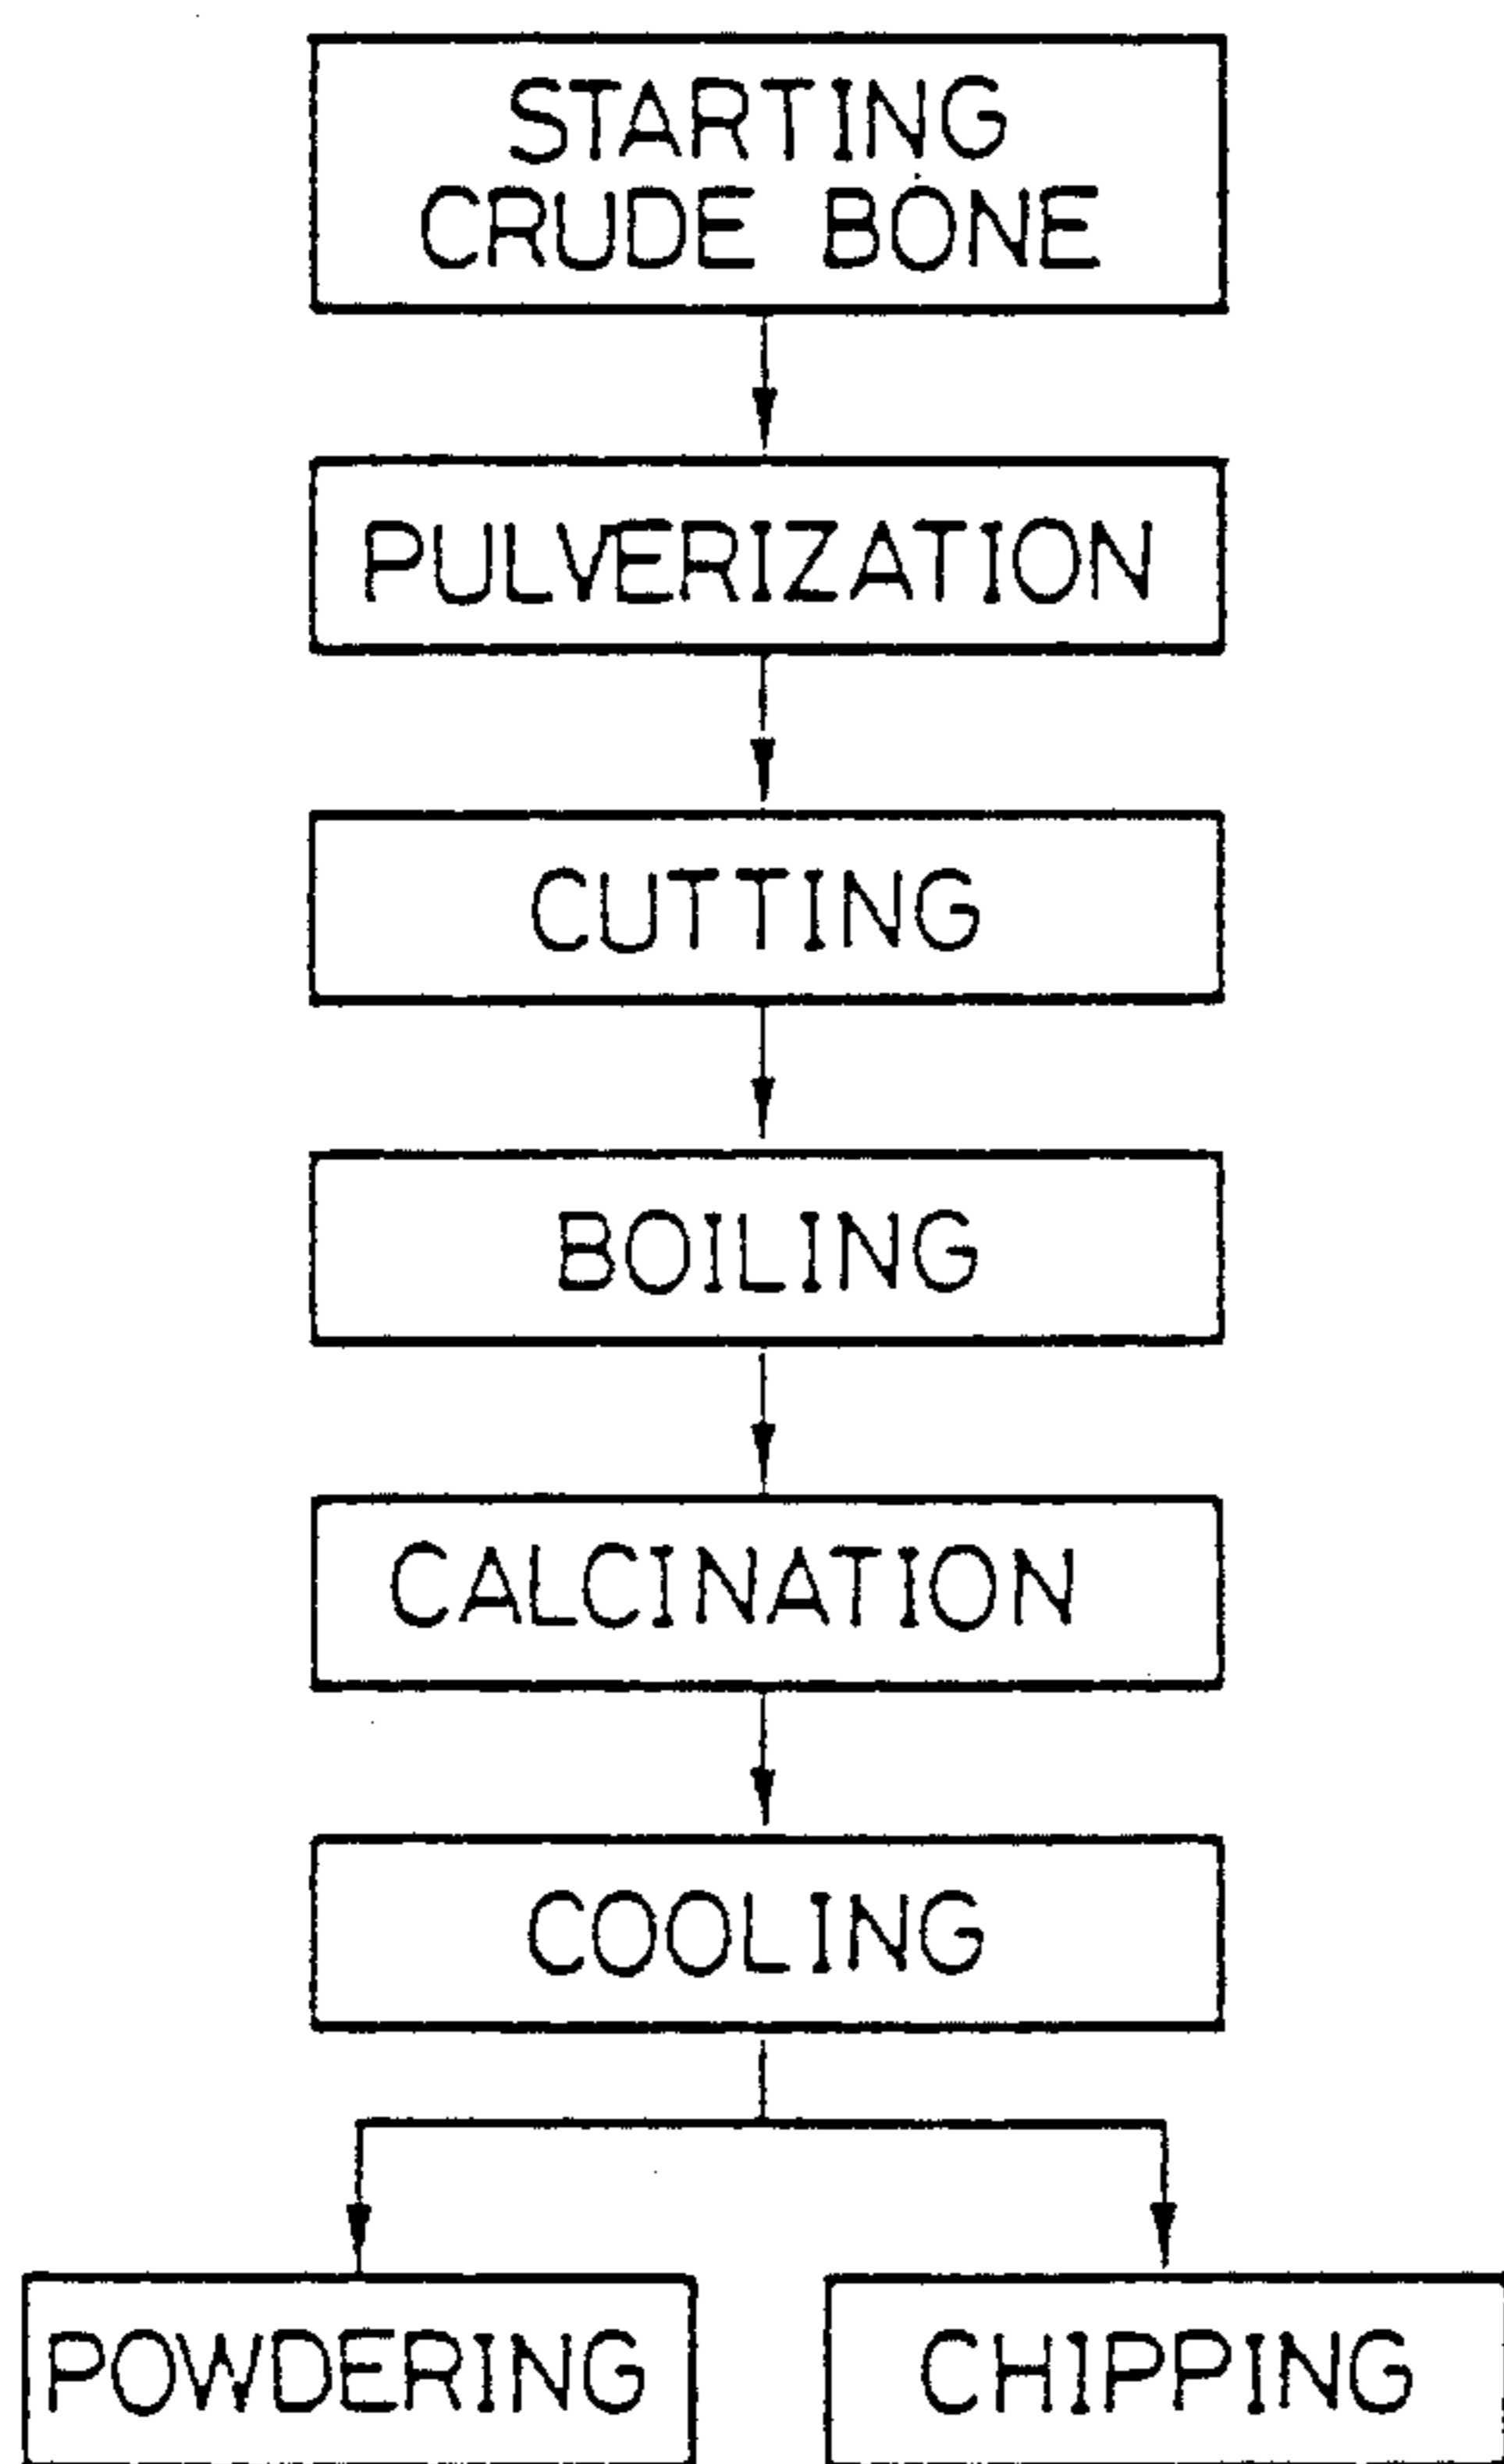 STARTING
CRUDE BONE
PULVERIZATION
CUTTING
BOILING
CALCINATION
COOLING
POWDERING
CHIPPING